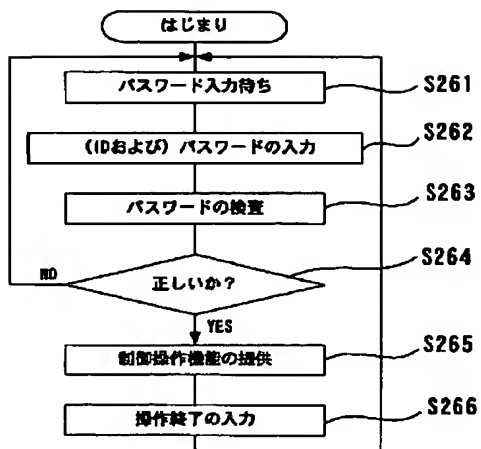 はじまり
パスワード入力待ち
S261
(IDおよび) パスワードの入力
S262
パスワードの検査
S263
正しいか?
S264
NO
YES
制御操作機能の提供
S265
操作終了の入力
S266